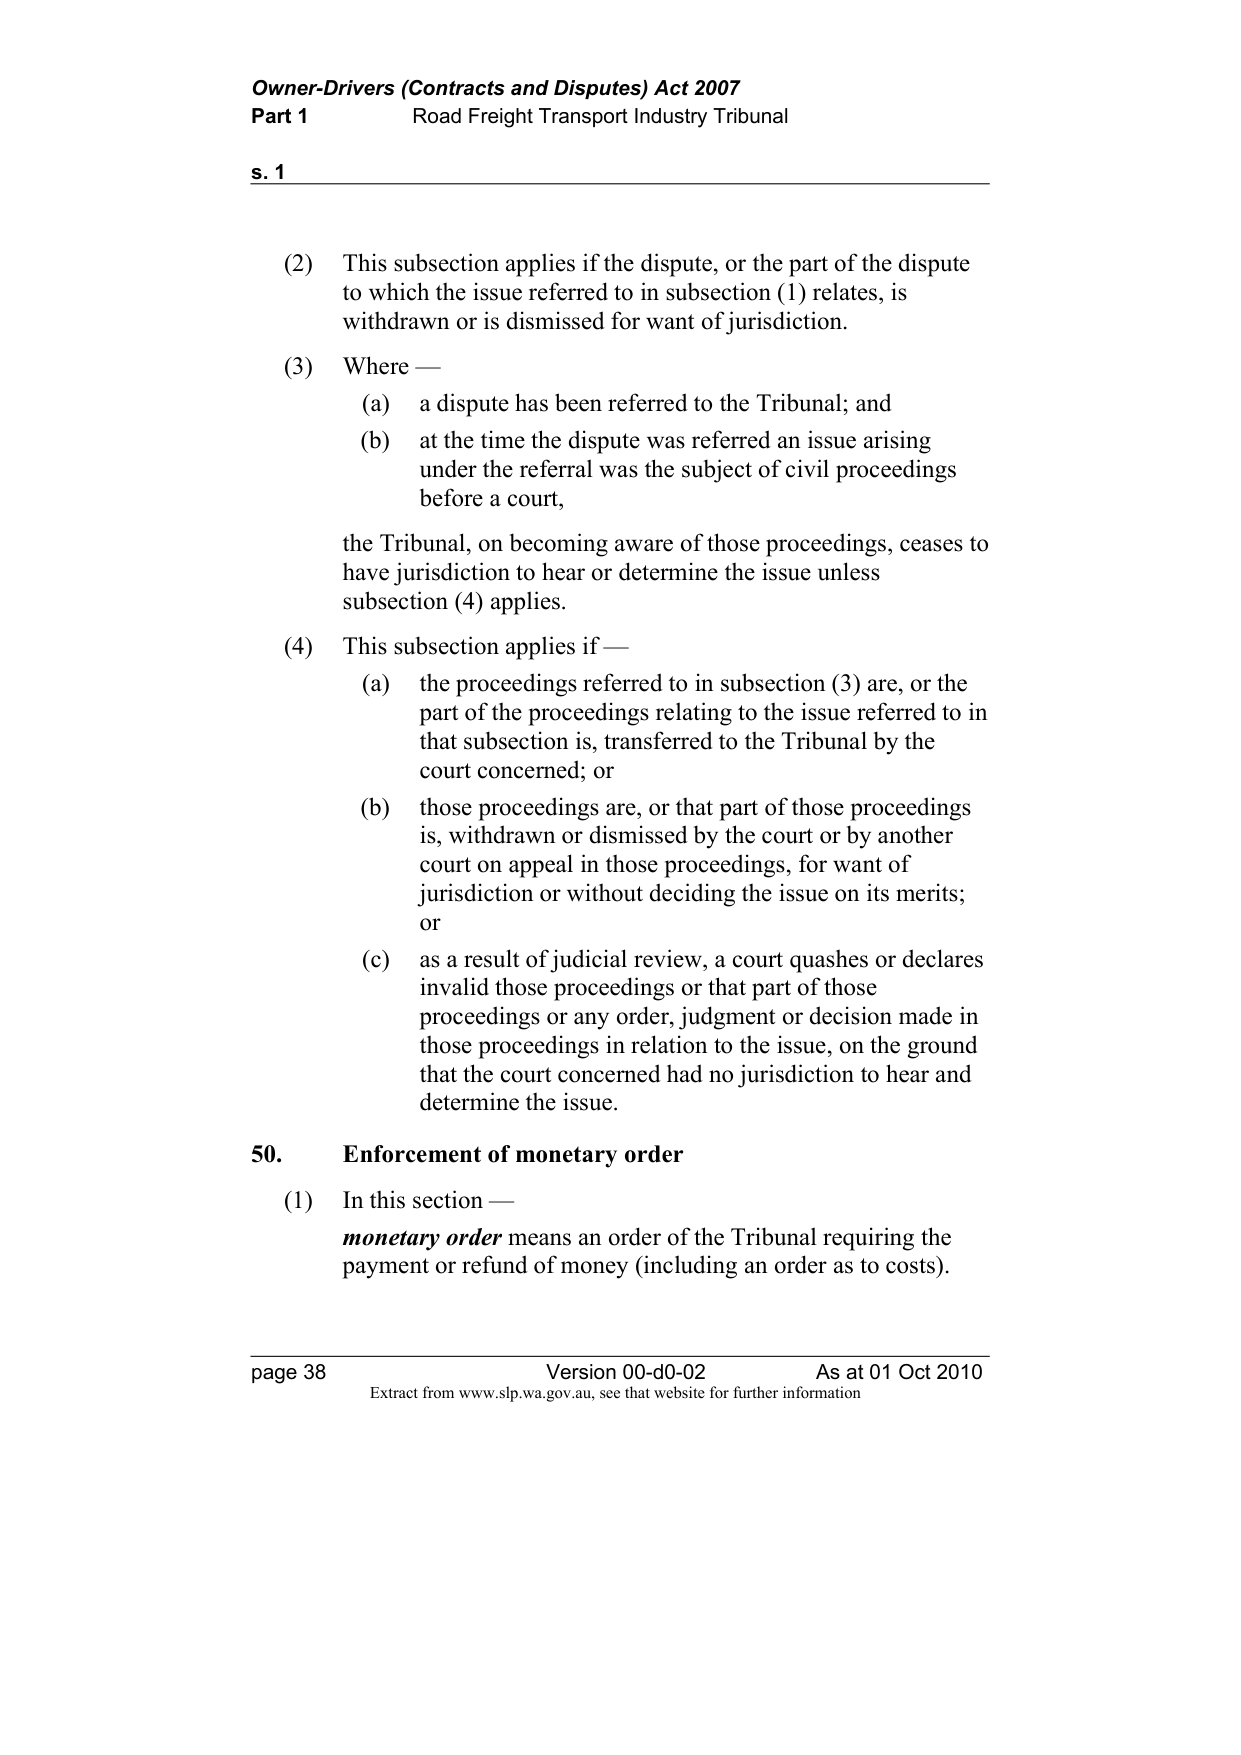 Owner-Drivers (Contracts and Disputes) Act 2007
Part 1 Road Freight Transport Industry Tribunal
s. 1
(2) This subsection applies if the dispute, or the part of the dispute
to which the issue referred to in subsection (1) relates, is
withdrawn or is dismissed for want of jurisdiction.
(3) Where —
(a) a dispute has been referred to the Tribunal; and
(b) at the time the dispute was referred an issue arising
under the referral was the subject of civil proceedings
before a court,
the Tribunal, on becoming aware of those proceedings, ceases to
have jurisdiction to hear or determine the issue unless
subsection (4) applies.
(4) This subsection applies if —
(a) the proceedings referred to in subsection (3) are, or the
part of the proceedings relating to the issue referred to in
that subsection is, transferred to the Tribunal by the
court concerned; or
(b) those proceedings are, or that part of those proceedings
is, withdrawn or dismissed by the court or by another
court on appeal in those proceedings, for want of
jurisdiction or without deciding the issue on its merits;
or
(c) as a result of judicial review, a court quashes or declares
invalid those proceedings or that part of those
proceedings or any order, judgment or decision made in
those proceedings in relation to the issue, on the ground
that the court concerned had no jurisdiction to hear and
determine the issue.
50. Enforcement of monetary order
(1) In this section —
monetary order means an order of the Tribunal requiring the
payment or refund of money (including an order as to costs).
page 38 Version 00-d0-02 As at 01 Oct 2010
Extract from www.slp.wa.gov.au, see that website for further information